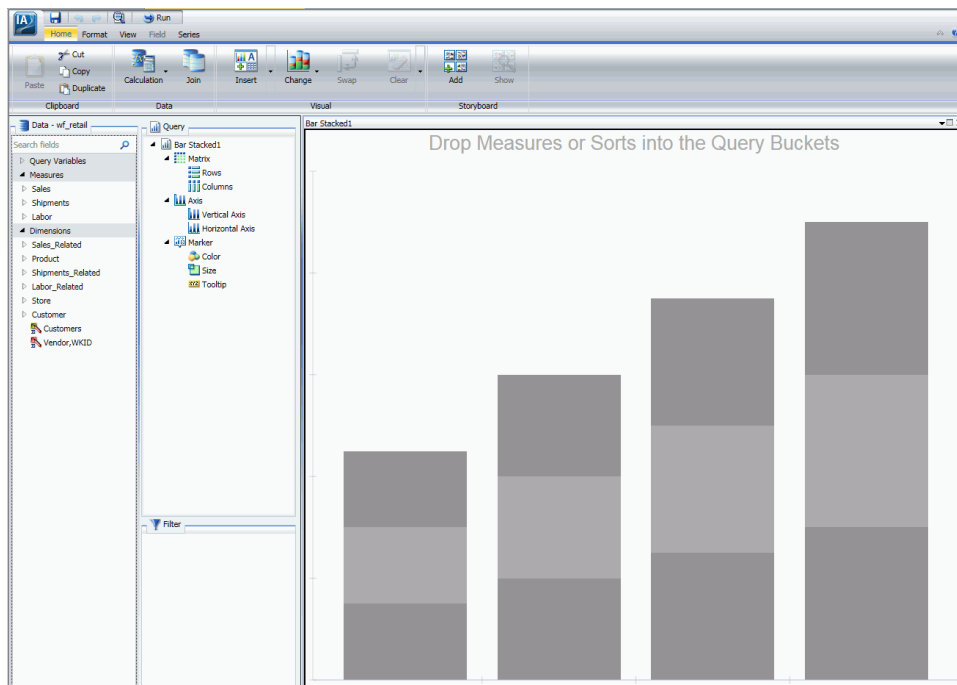 IA
Run
Home Format View Field Series
Paste
Cut
Copy
Duplicate
Calculation Join Insert Change Swap Clear Add Show
Clipboard Data Visual Storyboard
Data - wf_retail
Search fields
Query Variables
Measures
Sales
Shipments
Labor
Dimensions
Sales_Related
Product
Shipments_Related
Labor_Related
Store
Customer
Customers
Vendor,WKID
Query
Bar Stacked1
Matrix
Rows
Columns
Axis
Vertical Axis
Horizontal Axis
Marker
Color
Size
Tooltip
Filter
Bar Stacked1
Drop Measures or Sorts into the Query Buckets